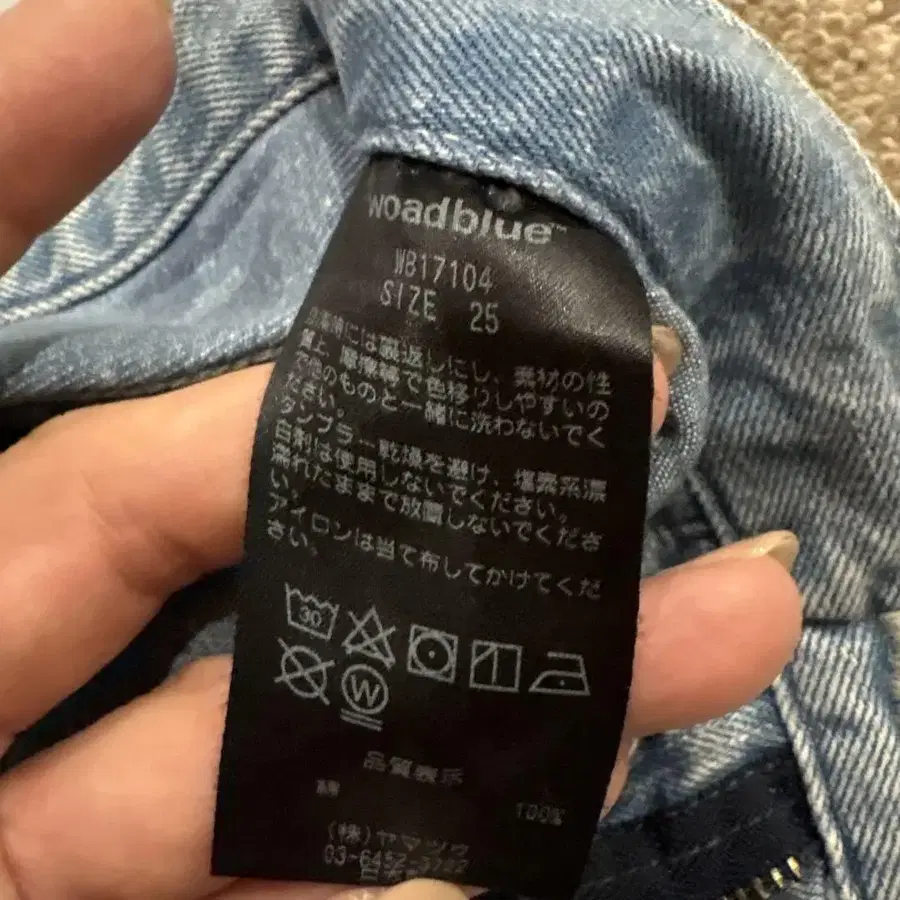 woadblue™
WB17104
SIZE 25
には裏返しにし、素材の性
質上、摩擦等で色移りしやすいの
で他のものと一緒に洗わないでく
ださい。
タンブラー乾燥を避け、塩素系漂
白剤は使用しないでください。
濡れたままで放置しないでくださ
い。
アイロンは当て布してかけてくだ
さい。
30
W
品質表示
綿 100%
(株)ヤマツゥ
03-6452-3